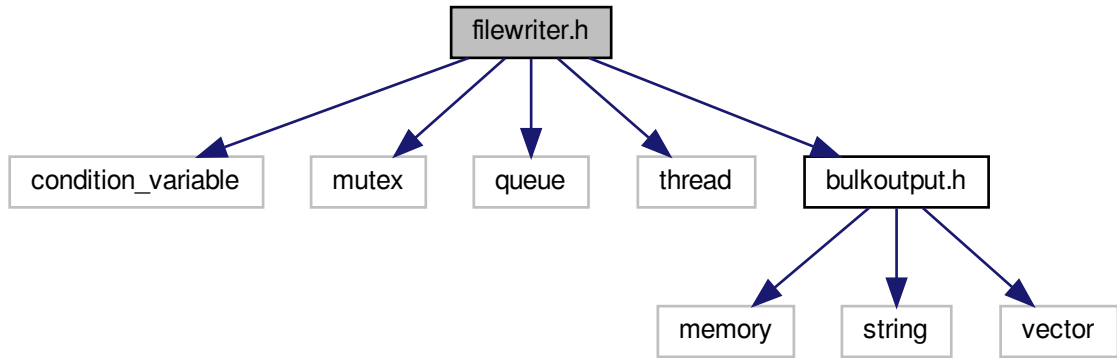 filewriter.h
condition_variable
mutex
queue
thread
bulkoutput.h
memory
string
vector